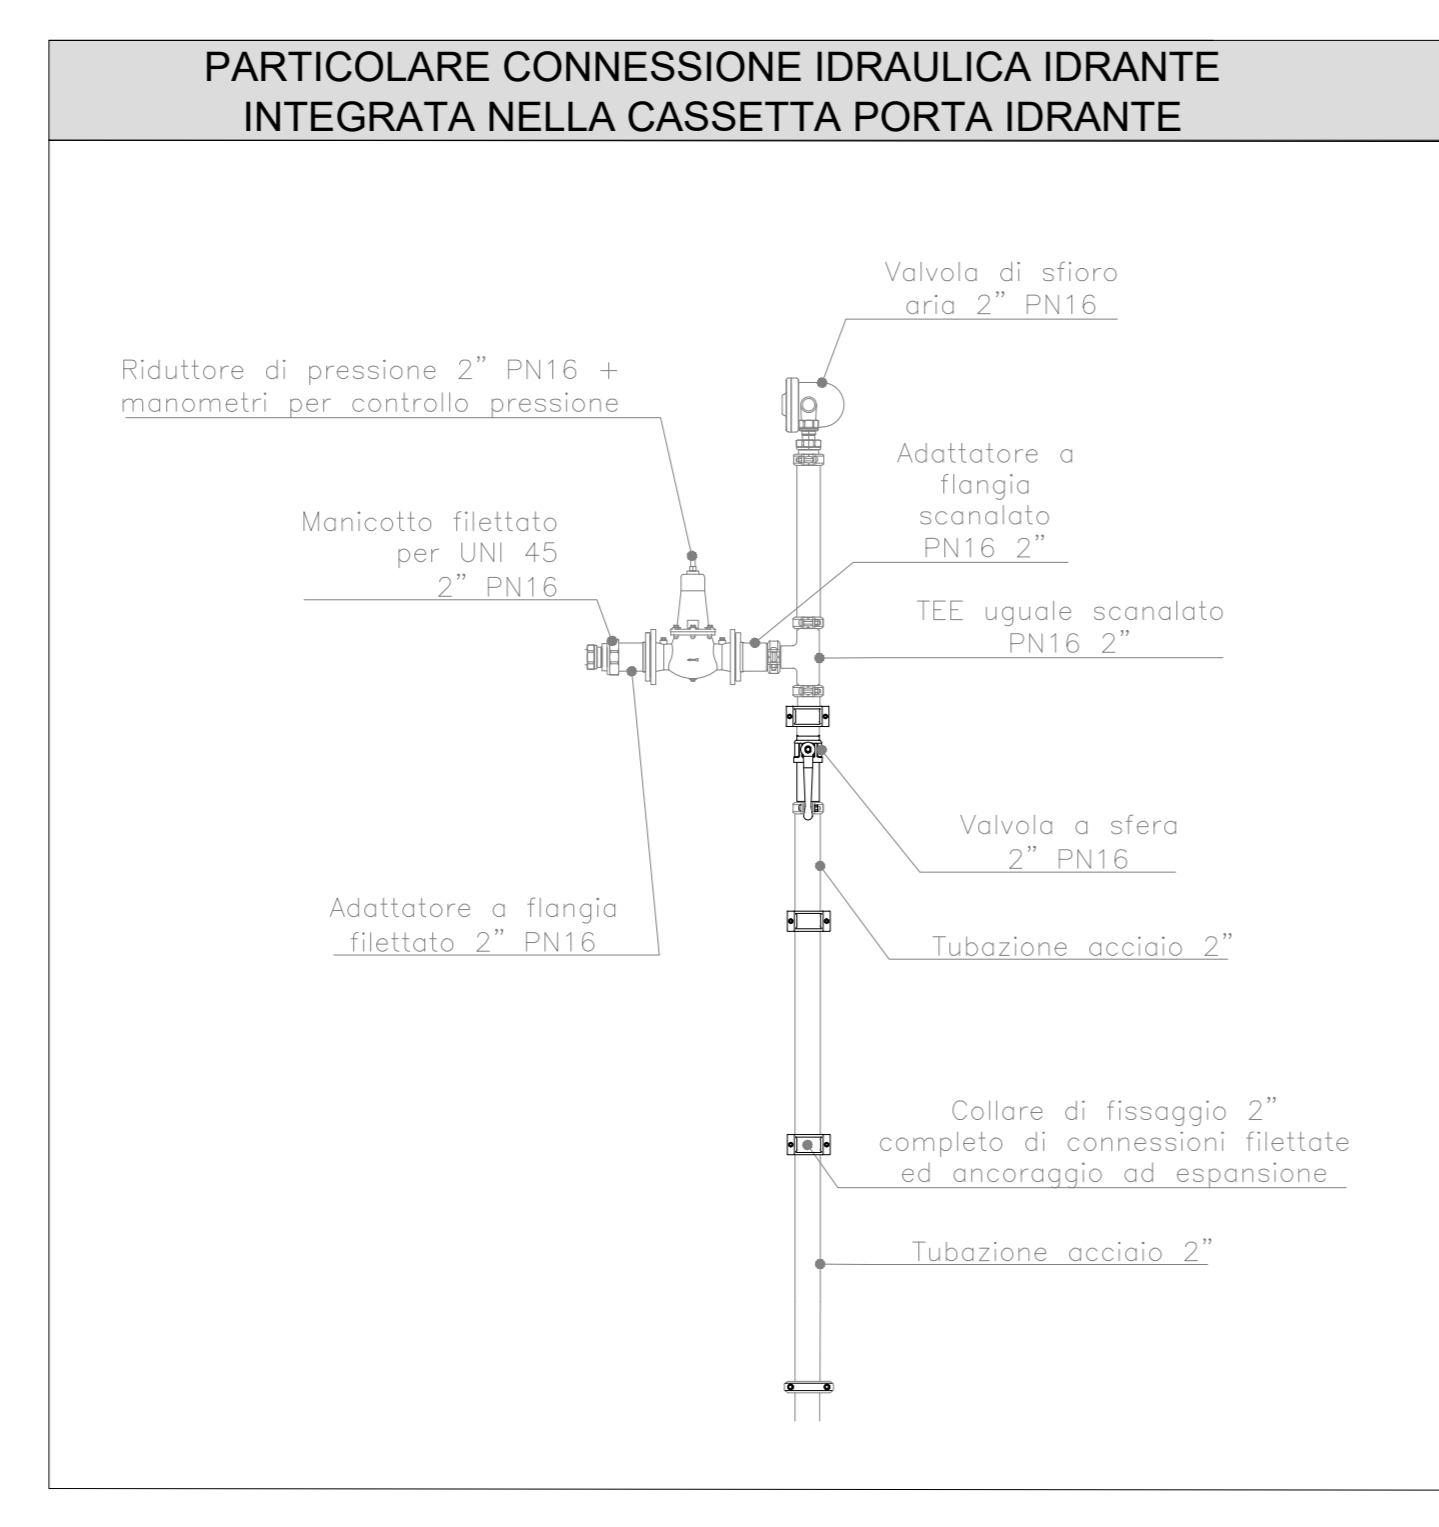 PARTICOLARE CONNESSIONE IDRAULICA IDRANTE
INTEGRATA NELLA CASSETTA PORTA IDRANTE
Valvola di sfioro
aria 2” PN16
Riduttore di pressione 2” PN16 +
manometri per controllo pressione
Adattatore a
flangia
scanalato
PN16 2”
Manicotto filettato
per UNI 45
2” PN16
TEE uguale scanalato
PN16 2”
Valvola a sfera
2” PN16
Adattatore a flangia
filettato 2” PN16
Tubazione acciaio 2”
Collare di fissaggio 2”
completo di connessioni filettate
ed ancoraggio ad espansione
Tubazione acciaio 2”